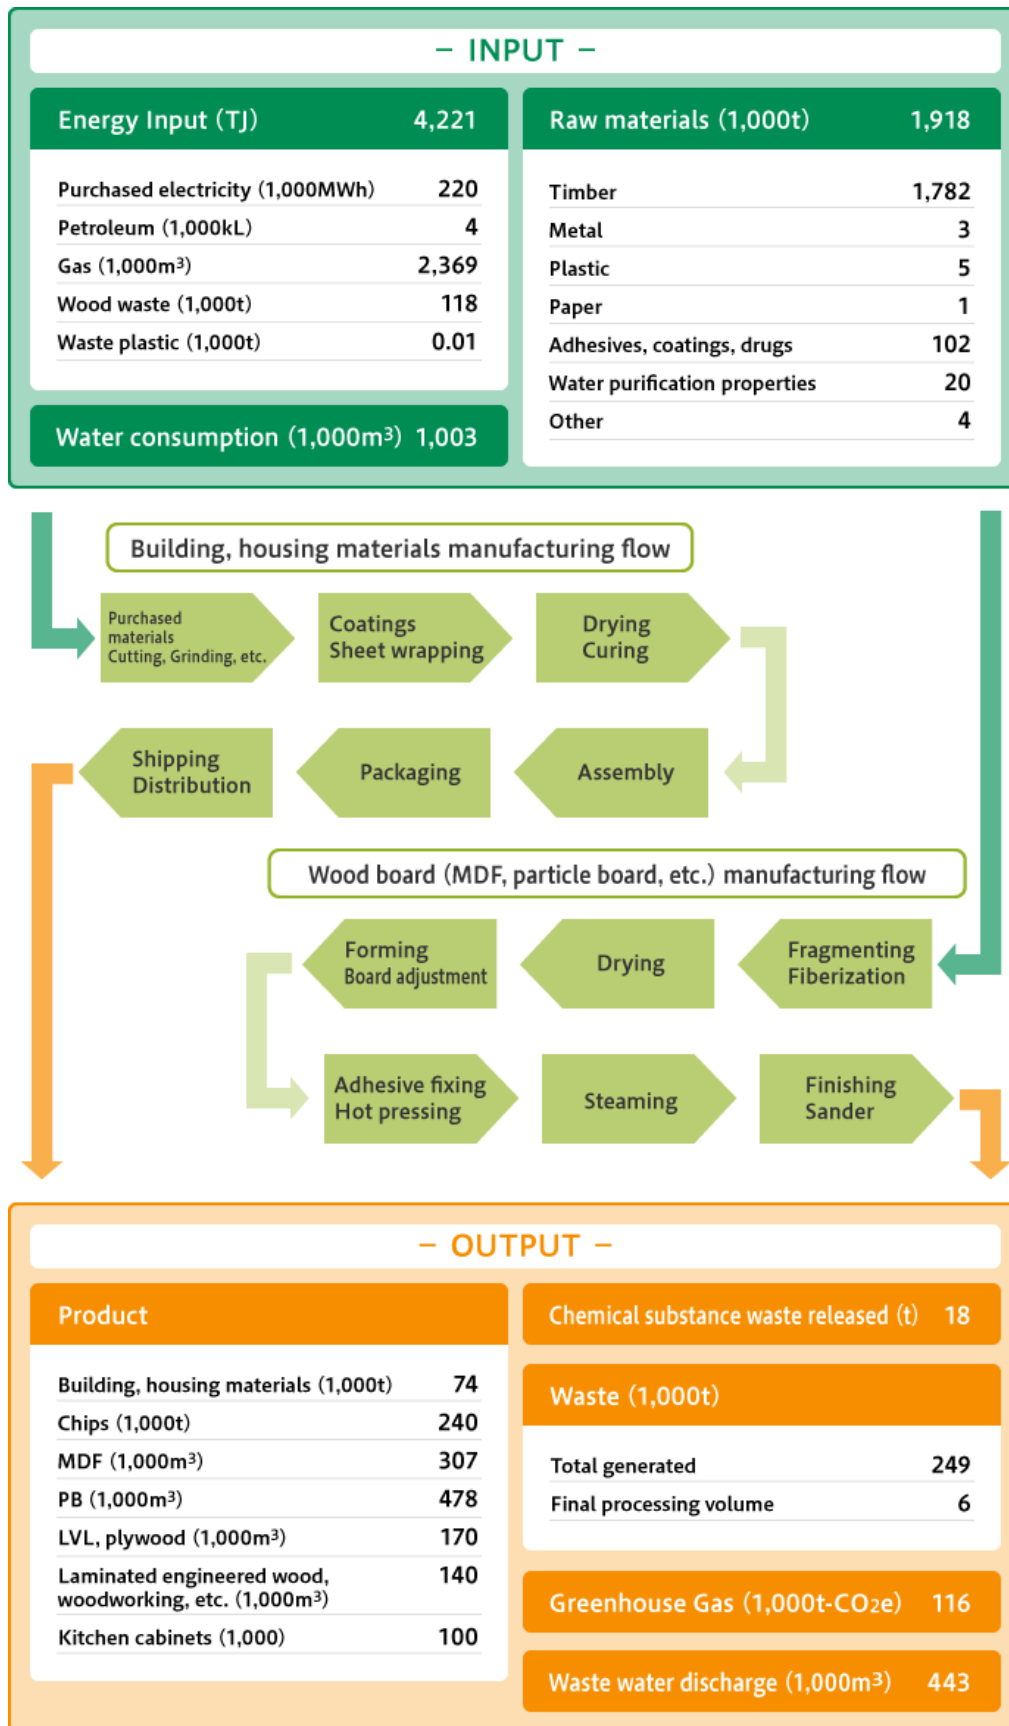 – INPUT –
Energy Input (TJ) 4,221
Purchased electricity (1,000MWh) 220
Petroleum (1,000kL) 4
Gas (1,000m³) 2,369
Wood waste (1,000t) 118
Waste plastic (1,000t) 0.01
Water consumption (1,000m³) 1,003
Raw materials (1,000t) 1,918
Timber 1,782
Metal 3
Plastic 5
Paper 1
Adhesives, coatings, drugs 102
Water purification properties 20
Other 4
Building, housing materials manufacturing flow
Purchased
materials
Cutting, Grinding, etc.
Coatings
Sheet wrapping
Drying
Curing
Assembly
Packaging
Shipping
Distribution
Wood board (MDF, particle board, etc.) manufacturing flow
Fragmenting
Fiberization
Drying
Forming
Board adjustment
Adhesive fixing
Hot pressing
Steaming
Finishing
Sander
– OUTPUT –
Product
Building, housing materials (1,000t) 74
Chips (1,000t) 240
MDF (1,000m³) 307
PB (1,000m³) 478
LVL, plywood (1,000m³) 170
Laminated engineered wood, 140
woodworking, etc. (1,000m³)
Kitchen cabinets (1,000) 100
Chemical substance waste released (t) 18
Waste (1,000t)
Total generated 249
Final processing volume 6
Greenhouse Gas (1,000t-CO2e) 116
Waste water discharge (1,000m³) 443